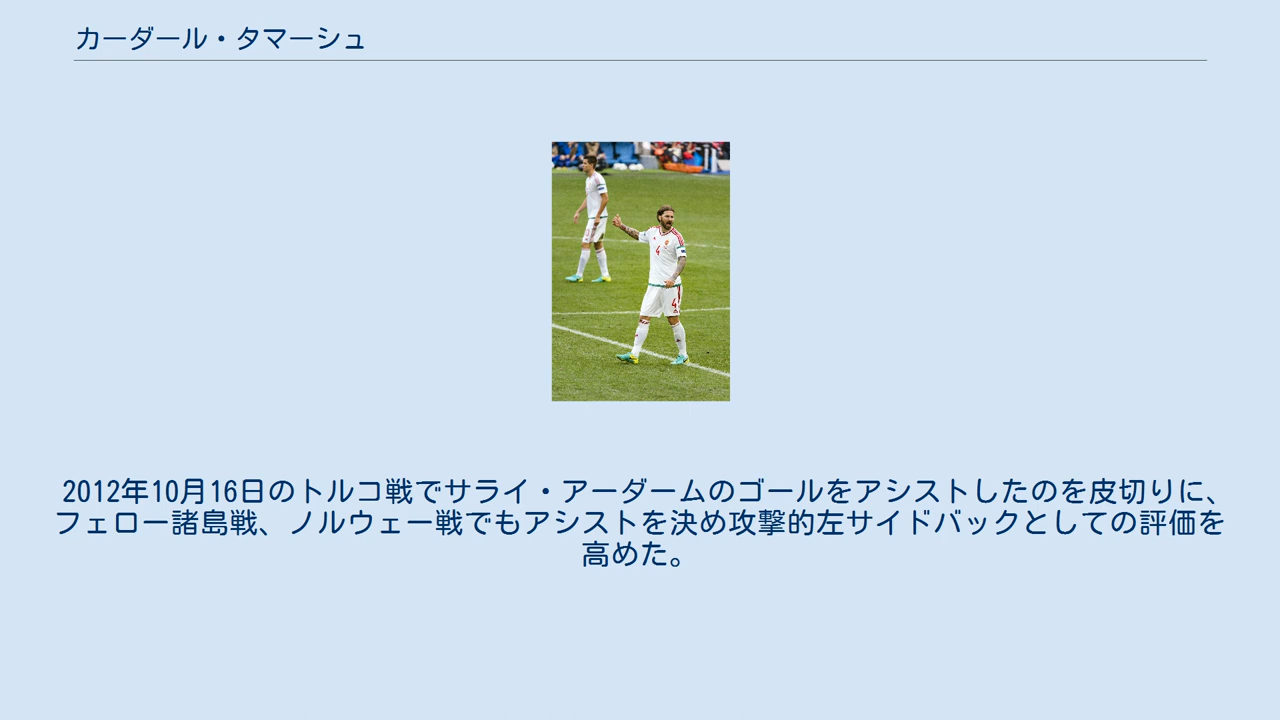 カーダール・タマーシュ
4
4
2012年10月16日のトルコ戦でサライ・アーダームのゴールをアシストしたのを皮切りに、
フェロー諸島戦、ノルウェー戦でもアシストを決め攻撃的左サイドバックとしての評価を
高めた。